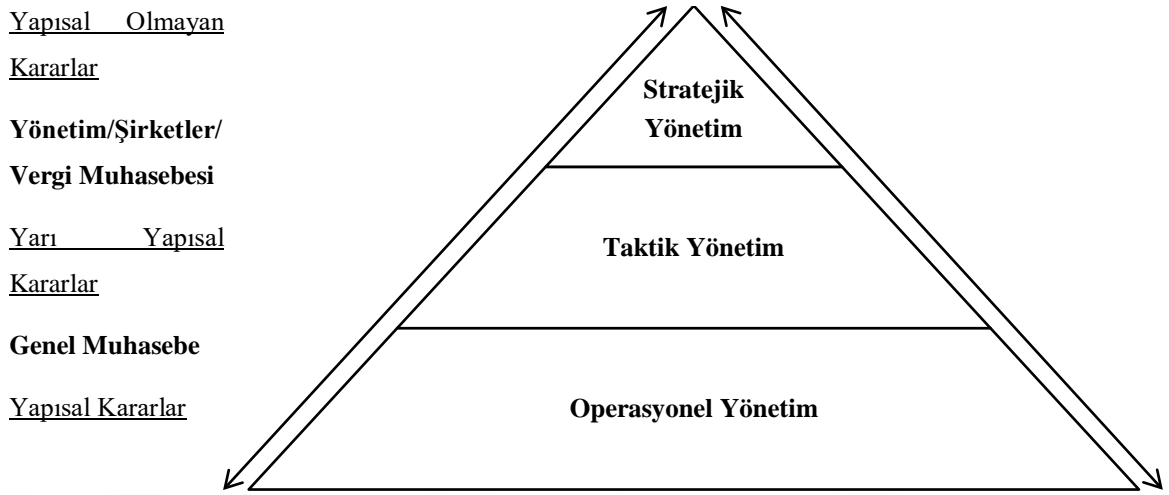 Yapısal Olmayan
Kararlar
Yönetim/Şirketler/
Vergi Muhasebesi
Yarı Yapısal
Kararlar
Genel Muhasebe
Yapısal Kararlar
Stratejik
Yönetim
Taktik Yönetim
Operasyonel Yönetim